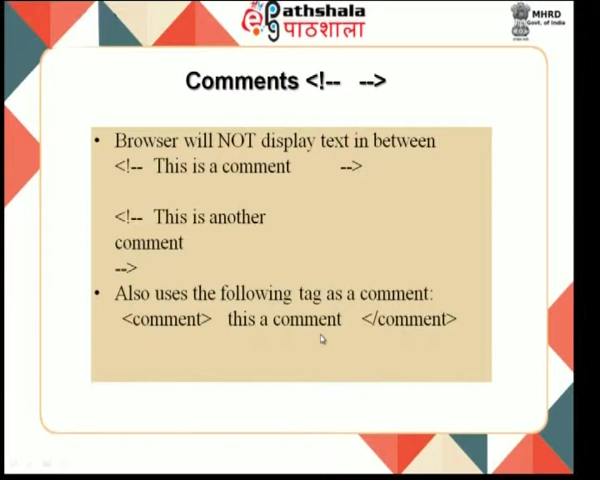 Pathshala
पाठशाला
MHRD
Govt. of India
Comments <!-- -->
• Browser will NOT display text in between
<!-- This is a comment -->
<!-- This is another
comment
-->
• Also uses the following tag as a comment:
<comment> this a comment </comment>